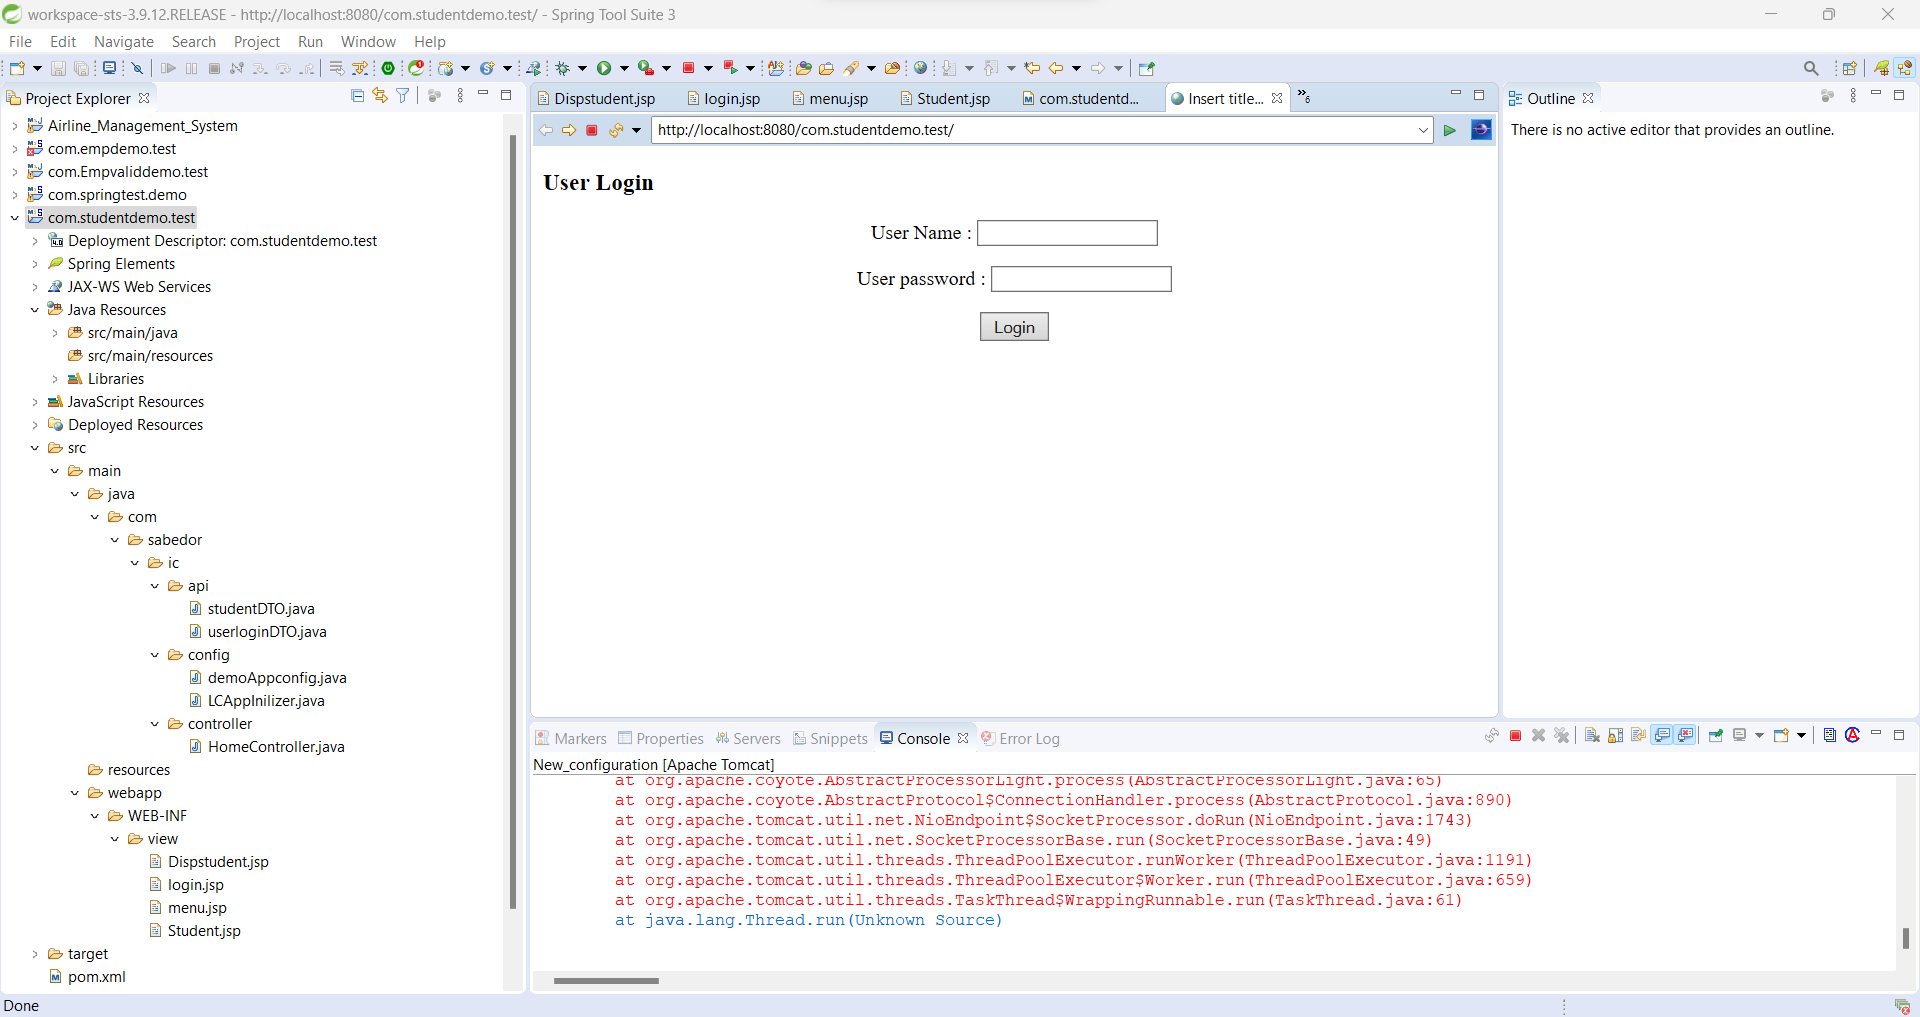 workspace-sts-3.9.12.RELEASE - http://localhost:8080/com.studentdemo.test/ - Spring Tool Suite 3
File Edit Navigate Search Project Run Window Help
Project Explorer
Airline_Management_System
com.empdemo.test
com.Empvaliddemo.test
com.springtest.demo
com.studentdemo.test
Deployment Descriptor: com.studentdemo.test
Spring Elements
JAX-WS Web Services
Java Resources
src/main/java
src/main/resources
Libraries
JavaScript Resources
Deployed Resources
src
main
java
com
sabedor
ic
api
studentDTO.java
userloginDTO.java
config
demoAppconfig.java
LCAppInilizer.java
controller
HomeController.java
resources
webapp
WEB-INF
view
Dispstudent.jsp
login.jsp
menu.jsp
Student.jsp
target
pom.xml
Dispstudent.jsp login.jsp menu.jsp Student.jsp com.studentd... Insert title... »6
http://localhost:8080/com.studentdemo.test/
User Login
User Name :
User password :
Login
Outline
There is no active editor that provides an outline.
Markers Properties Servers Snippets Console Error Log
New_configuration [Apache Tomcat]
at org.apache.coyote.AbstractProcessorLight.process(AbstractProcessorLight.java:65)
at org.apache.coyote.AbstractProtocol$ConnectionHandler.process(AbstractProtocol.java:890)
at org.apache.tomcat.util.net.NioEndpoint$SocketProcessor.doRun(NioEndpoint.java:1743)
at org.apache.tomcat.util.net.SocketProcessorBase.run(SocketProcessorBase.java:49)
at org.apache.tomcat.util.threads.ThreadPoolExecutor.runWorker(ThreadPoolExecutor.java:1191)
at org.apache.tomcat.util.threads.ThreadPoolExecutor$Worker.run(ThreadPoolExecutor.java:659)
at org.apache.tomcat.util.threads.TaskThread$WrappingRunnable.run(TaskThread.java:61)
at java.lang.Thread.run(Unknown Source)
Done